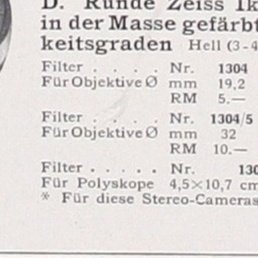 D. Runde Zeiss Ik
in der Masse gefärbt
keitsgraden Hell (3-4
Filter . . . . Nr. 1304
Für Objektive Ø mm 19,2
RM 5.—
Filter . . . . Nr. 1304/5
Für Objektive Ø mm 32
RM 10.—
Filter . . . . . Nr. 130
Für Polyskope 4,5×10,7 cm
* Für diese Stereo-Cameras